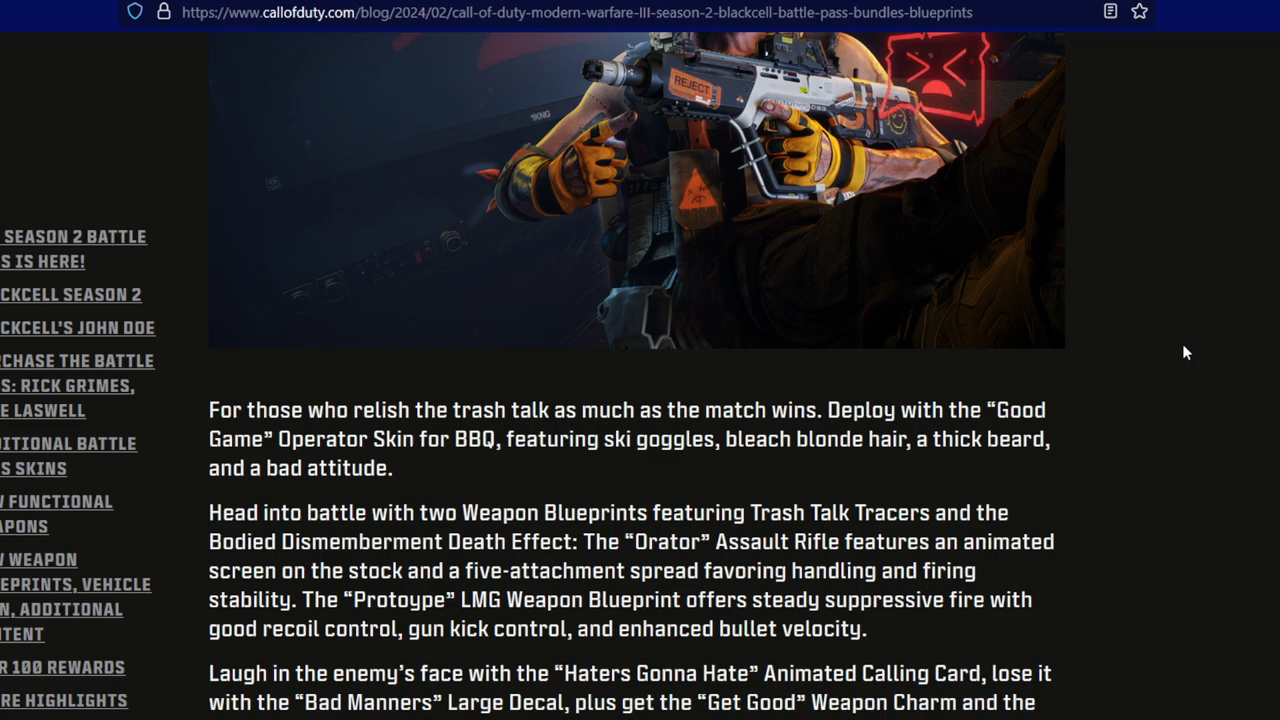 https://www.callofduty.com/blog/2024/02/call-of-duty-modern-warfare-III-season-2-blackcell-battle-pass-bundles-blueprints
REJECT
1KNG
SEASON 2 BATTLE
S IS HERE!
CKCELL SEASON 2
CKCELL'S JOHN DOE
RCHASE THE BATTLE
S: RICK GRIMES,
E LASWELL
DITIONAL BATTLE
S SKINS
W FUNCTIONAL
APONS
W WEAPON
EPRINTS, VEHICLE
N, ADDITIONAL
TENT
R 100 REWARDS
RE HIGHLIGHTS
For those who relish the trash talk as much as the match wins. Deploy with the “Good
Game” Operator Skin for BBQ, featuring ski goggles, bleach blonde hair, a thick beard,
and a bad attitude.
Head into battle with two Weapon Blueprints featuring Trash Talk Tracers and the
Bodied Dismemberment Death Effect: The “Orator” Assault Rifle features an animated
screen on the stock and a five-attachment spread favoring handling and firing
stability. The “Protoype” LMG Weapon Blueprint offers steady suppressive fire with
good recoil control, gun kick control, and enhanced bullet velocity.
Laugh in the enemy’s face with the “Haters Gonna Hate” Animated Calling Card, lose it
with the “Bad Manners” Large Decal, plus get the “Get Good” Weapon Charm and the